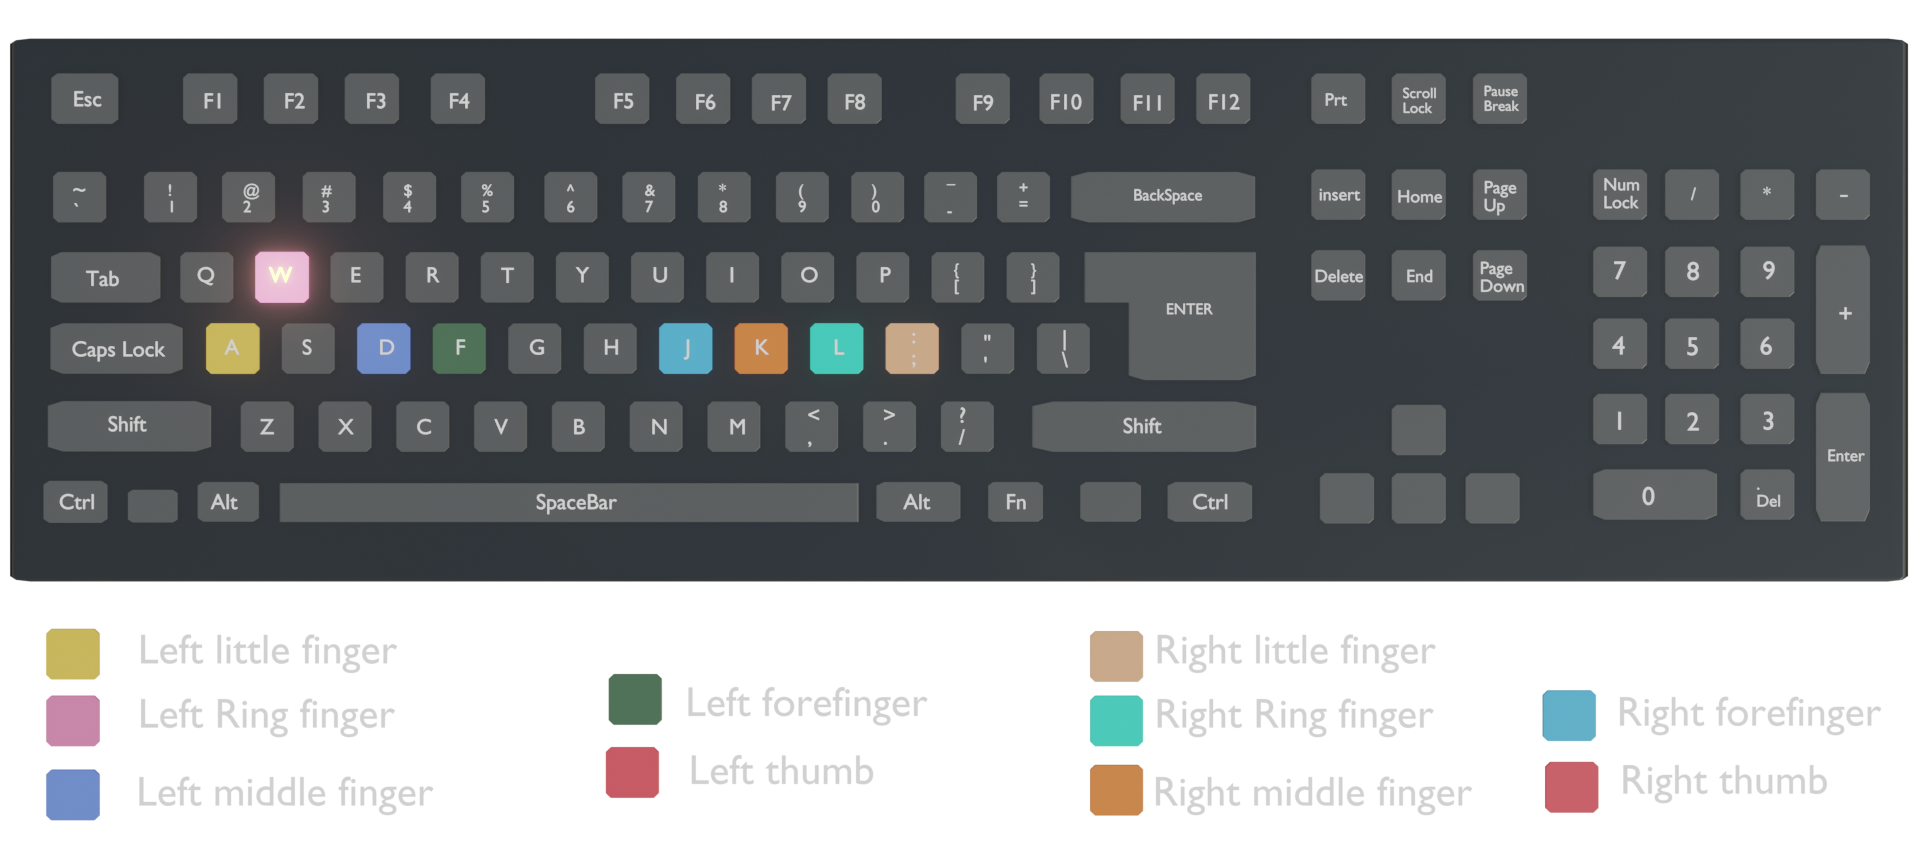 Esc F1 F2 F3 F4 F5 F6 F7 F8 F9 F10 F11 F12 Prt Scroll Lock Pause Break
~ ` ! 1 @ 2 # 3 $ 4 % 5 ^ 6 & 7 * 8 ( 9 ) 0 _ - + = BackSpace insert Home Page Up Num Lock / * -
Tab Q W E R T Y U I O P { [ } ] ENTER Delete End Page Down 7 8 9 +
Caps Lock A S D F G H J K L : ; " ' | \ 4 5 6
Shift Z X C V B N M < , > . ? / Shift 1 2 3 Enter
Ctrl Alt SpaceBar Alt Fn Ctrl 0 . Del
Left little finger
Left Ring finger
Left middle finger
Left forefinger
Left thumb
Right little finger
Right Ring finger
Right middle finger
Right forefinger
Right thumb